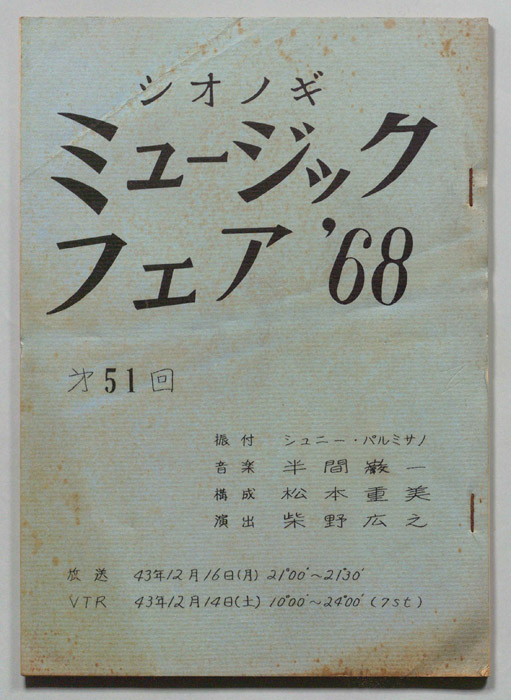 シオノギ
ミュージック
フェア '68
第51回
振付 シュニー・パルミサノ
音楽 半間巌一
構成 松本重美
演出 柴野広之
放送 43年12月16日(月) 21°00'~21°30'
VTR 43年12月14日(土) 10°00'~24°00' (7st)